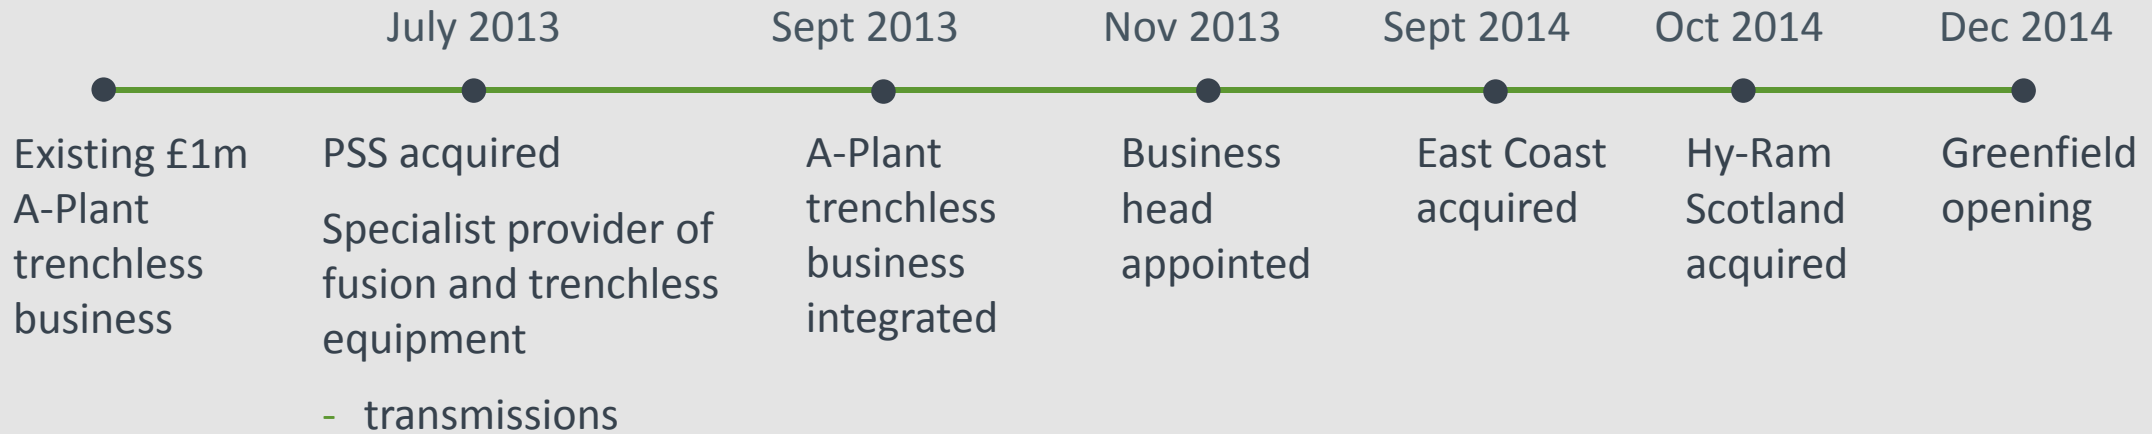 July 2013
Sept 2013
Nov 2013
Sept 2014
Oct 2014
Dec 2014
Existing £1m
A-Plant
trenchless
business
PSS acquired
Specialist provider of
fusion and trenchless
equipment
- transmissions
A-Plant
trenchless
business
integrated
Business
head
appointed
East Coast
acquired
Hy-Ram
Scotland
acquired
Greenfield
opening